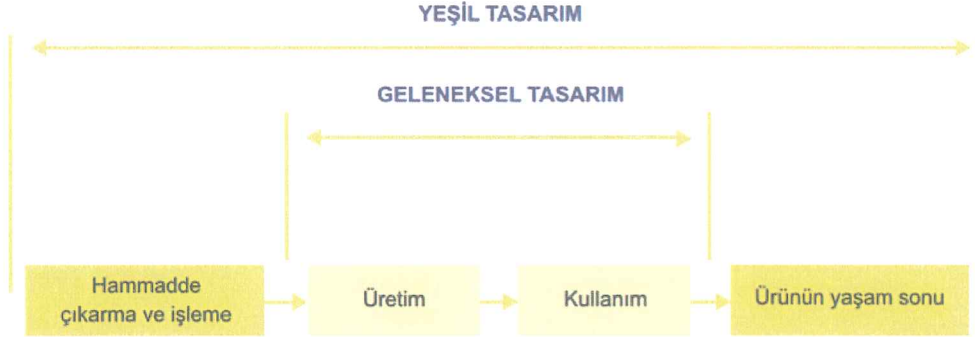 YEŞİL TASARIM
GELENEKSEL TASARIM
Hammadde
çıkarma ve işleme
Üretim
Kullanım
Ürünün yaşam sonu